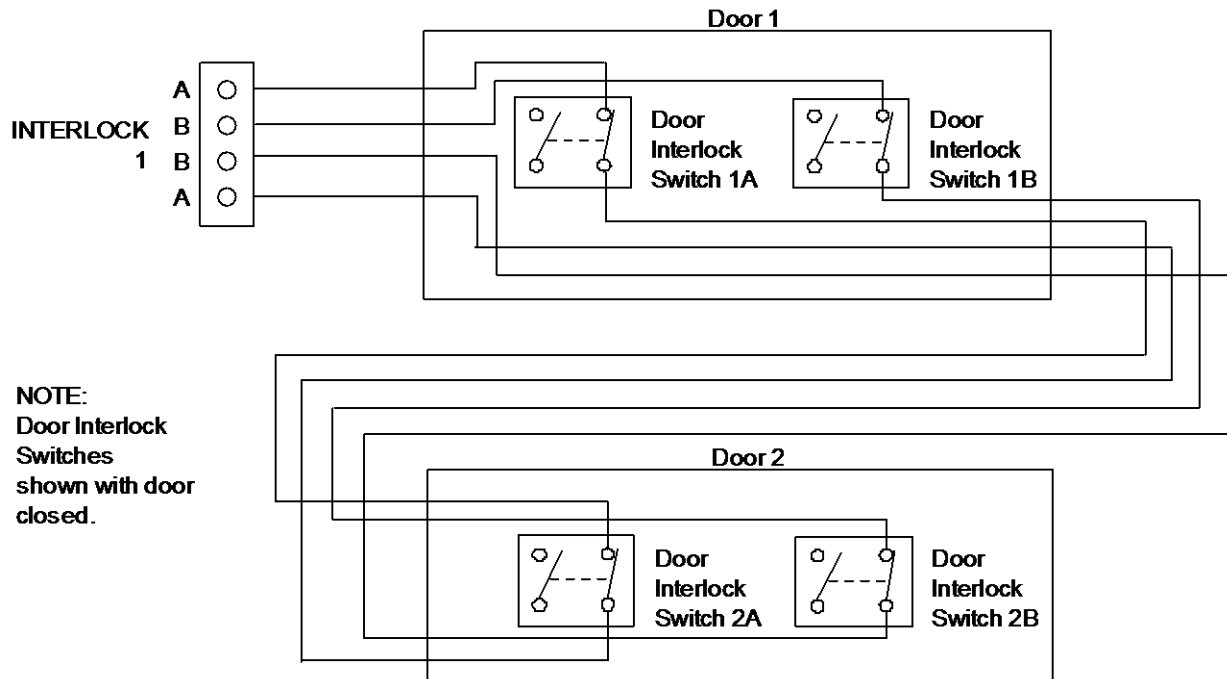 Door 1
A
INTERLOCK
1
B
B
A
Door
Interlock
Switch 1A
Door
Interlock
Switch 1B
NOTE:
Door Interlock
Switches
shown with door
closed.
Door 2
Door
Interlock
Switch 2A
Door
Interlock
Switch 2B